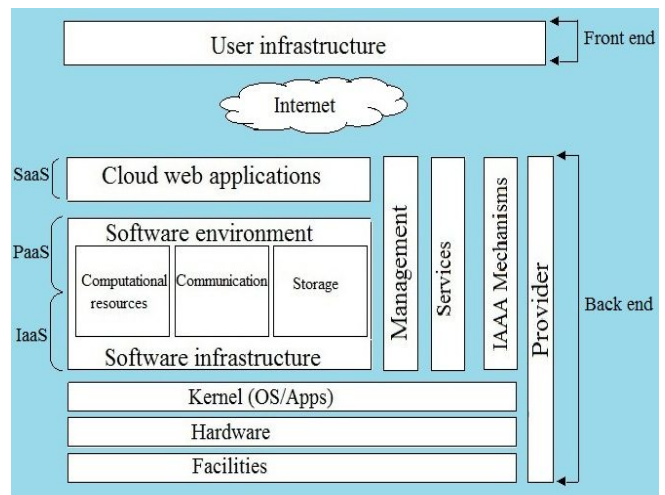 User infrastructure
Front end
Internet
SaaS
Cloud web applications
PaaS
Software environment
Computational
resources
Communication
Storage
IaaS
Software infrastructure
Management
Services
IAAA Mechanisms
Provider
Back end
Kernel (OS/Apps)
Hardware
Facilities